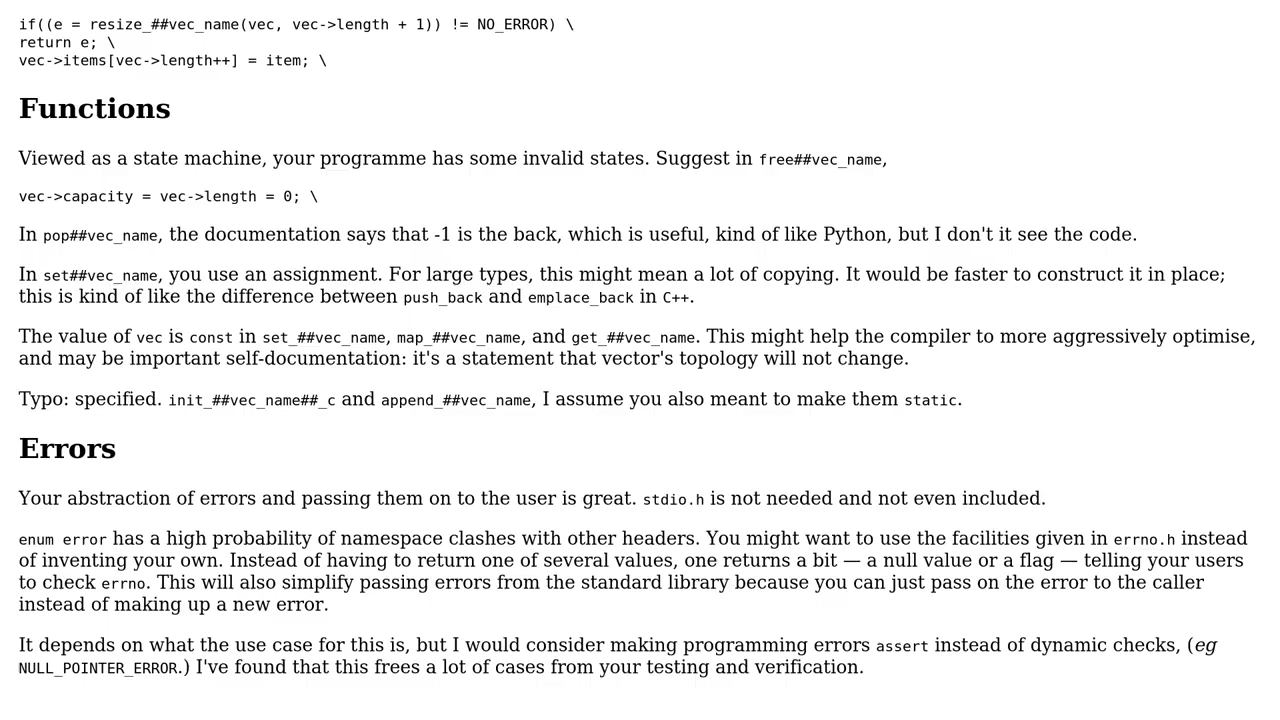 if((e = resize_##vec_name(vec, vec->length + 1)) != NO_ERROR) \
return e; \
vec->items[vec->length++] = item; \
Functions
Viewed as a state machine, your programme has some invalid states. Suggest in free##vec_name,
vec->capacity = vec->length = 0; \
In pop##vec_name, the documentation says that -1 is the back, which is useful, kind of like Python, but I don't it see the code.
In set##vec_name, you use an assignment. For large types, this might mean a lot of copying. It would be faster to construct it in place;
this is kind of like the difference between push_back and emplace_back in C++.
The value of vec is const in set_##vec_name, map_##vec_name, and get_##vec_name. This might help the compiler to more aggressively optimise,
and may be important self-documentation: it's a statement that vector's topology will not change.
Typo: specified. init_##vec_name##_c and append_##vec_name, I assume you also meant to make them static.
Errors
Your abstraction of errors and passing them on to the user is great. stdio.h is not needed and not even included.
enum error has a high probability of namespace clashes with other headers. You might want to use the facilities given in errno.h instead
of inventing your own. Instead of having to return one of several values, one returns a bit — a null value or a flag — telling your users
to check errno. This will also simplify passing errors from the standard library because you can just pass on the error to the caller
instead of making up a new error.
It depends on what the use case for this is, but I would consider making programming errors assert instead of dynamic checks, (eg
NULL_POINTER_ERROR.) I've found that this frees a lot of cases from your testing and verification.